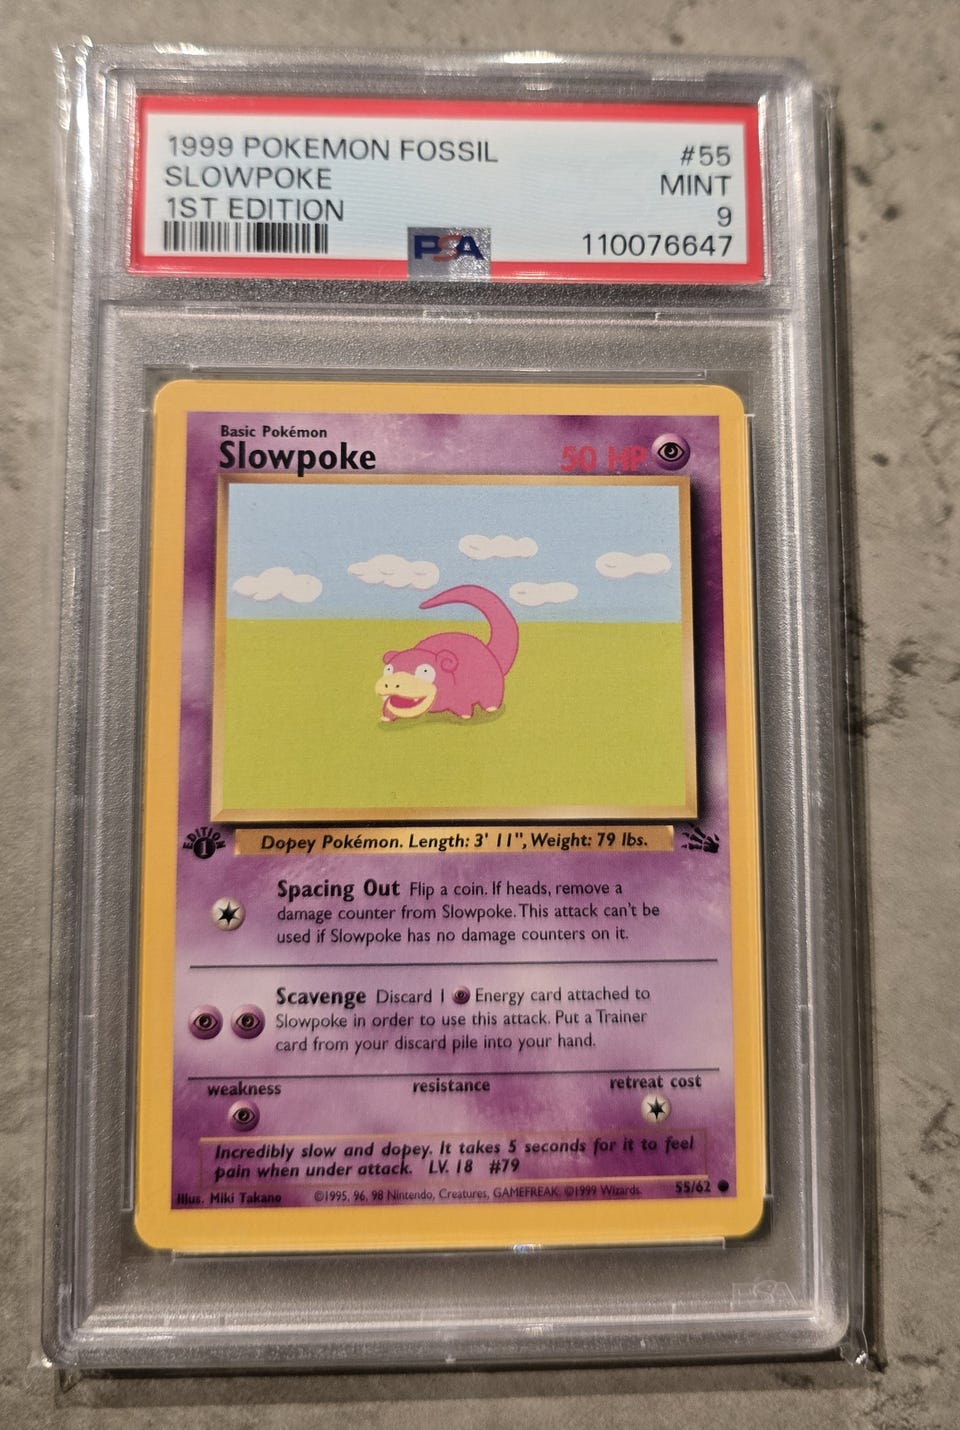 1999 POKEMON FOSSIL #55
SLOWPOKE MINT
1ST EDITION 9
PSA 110076647
Basic Pokémon
Slowpoke 50 HP
EDITION
1
Dopey Pokémon. Length: 3' 11", Weight: 79 lbs.
Spacing Out Flip a coin. If heads, remove a
damage counter from Slowpoke. This attack can't be
used if Slowpoke has no damage counters on it.
Scavenge Discard 1 Energy card attached to
Slowpoke in order to use this attack. Put a Trainer
card from your discard pile into your hand.
weakness resistance retreat cost
Incredibly slow and dopey. It takes 5 seconds for it to feel
pain when under attack. LV. 18 #79
Illus. Miki Takano ©1995, 96, 98 Nintendo, Creatures, GAMEFREAK. ©1999 Wizards. 55/62
PSA